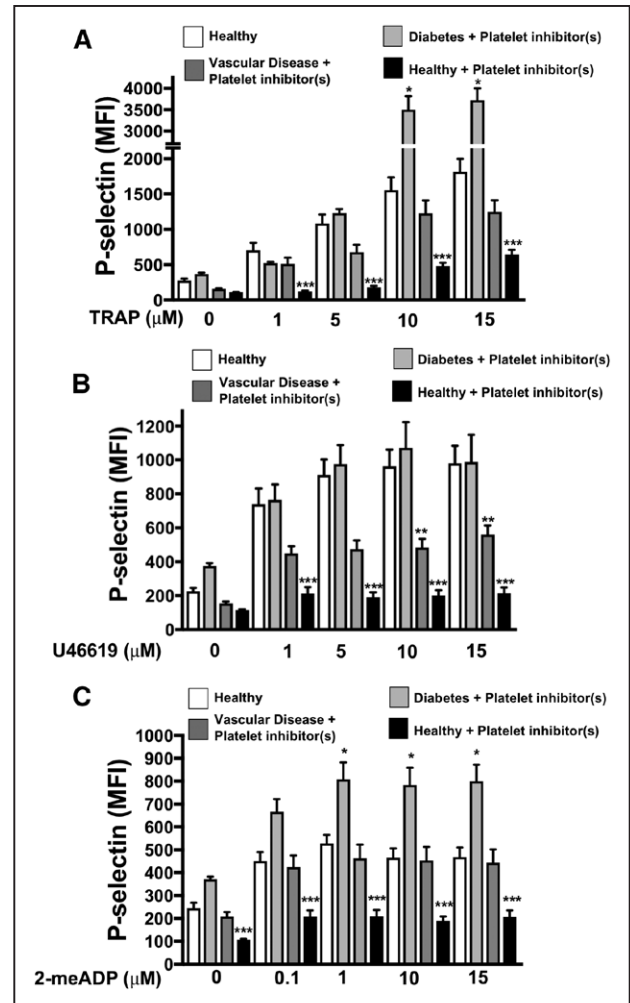 A
Healthy
Diabetes + Platelet inhibitor(s)
Vascular Disease +
Platelet inhibitor(s)
Healthy + Platelet inhibitor(s)
P-selectin (MFI)
4000
3500
3000
2000
1500
1000
500
0
* *
*** *** *** ***
TRAP (μM) 0 1 5 10 15
B
Healthy
Diabetes + Platelet inhibitor(s)
Vascular Disease +
Platelet inhibitor(s)
Healthy + Platelet inhibitor(s)
P-selectin (MFI)
1200
1000
800
600
400
200
0
** **
*** *** *** ***
U46619 (μM) 0 1 5 10 15
C
Healthy
Diabetes + Platelet inhibitor(s)
Vascular Disease +
Platelet inhibitor(s)
Healthy + Platelet inhibitor(s)
P-selectin (MFI)
1000
900
800
700
600
500
400
300
200
100
0
* * *
*** *** *** *** ***
2-meADP (μM) 0 0.1 1 10 15